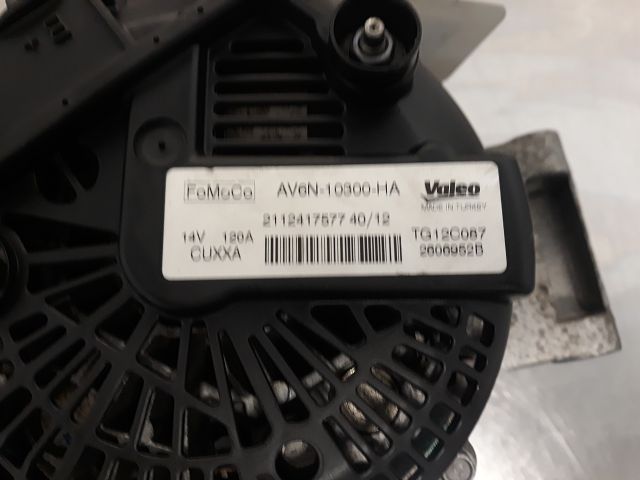 FoMoCo AV6N-10300-HA Valeo
MADE IN TURKEY
2112417577 40/12
14V 120A TG12C087
CUXXA 2606952B